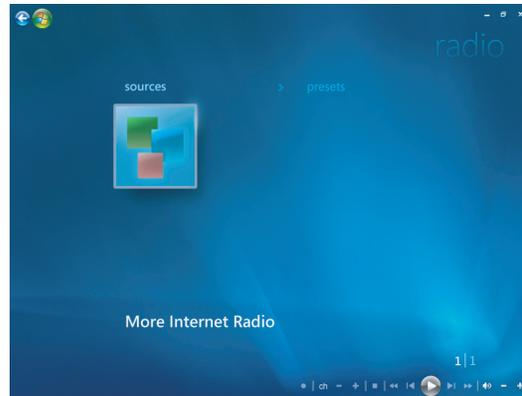 radio
sources > presets
More Internet Radio
1|1
ch